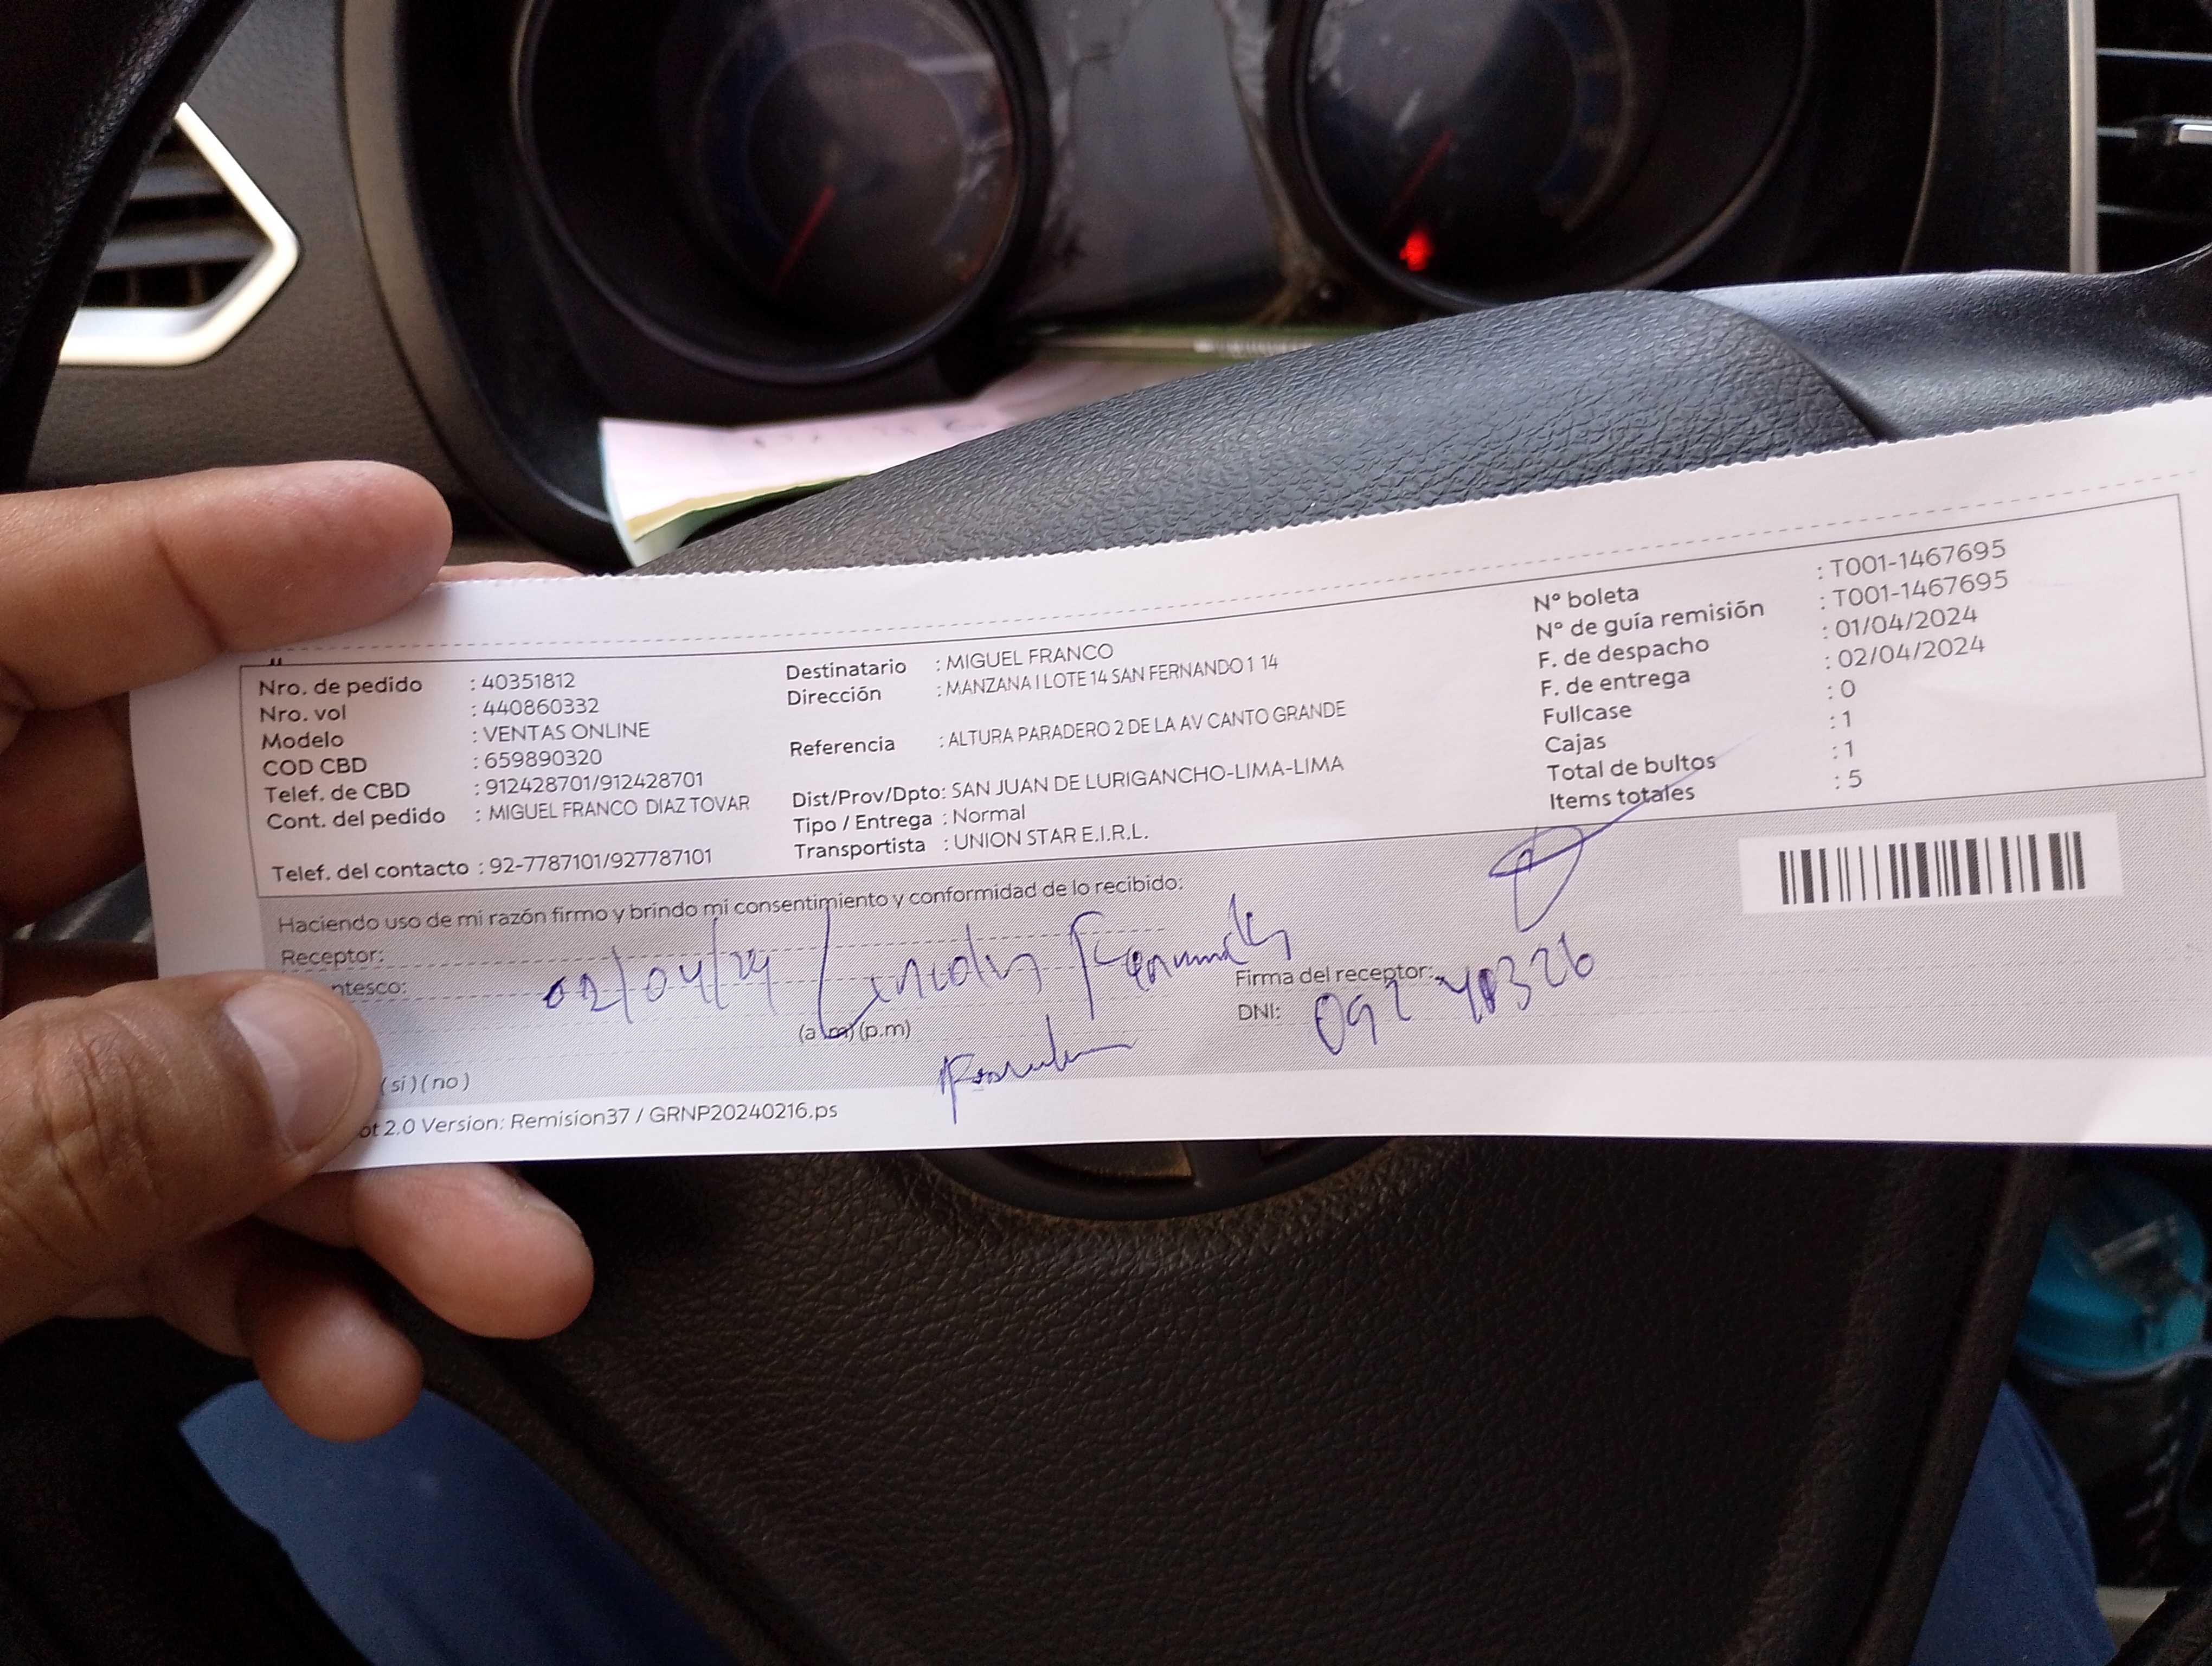 Nro. de pedido : 40351812
Nro. vol : 440860332
Modelo : VENTAS ONLINE
COD CBD : 659890320
Telef. de CBD : 912428701/912428701
Cont. del pedido : MIGUEL FRANCO DIAZ TOVAR
Telef. del contacto : 92-7787101/927787101
Destinatario : MIGUEL FRANCO
Dirección : MANZANA I LOTE 14 SAN FERNANDO 1 14
Referencia : ALTURA PARADERO 2 DE LA AV CANTO GRANDE
Dist/Prov/Dpto: SAN JUAN DE LURIGANCHO-LIMA-LIMA
Tipo / Entrega : Normal
Transportista : UNION STAR E.I.R.L.
N° boleta : T001-1467695
N° de guía remisión : T001-1467695
F. de despacho : 01/04/2024
F. de entrega : 02/04/2024
Fullcase : 0
Cajas : 1
Total de bultos : 1
Items totales : 5
Haciendo uso de mi razón firmo y brindo mi consentimiento y conformidad de lo recibido:
Receptor:
ntesco:
02/04/24
(a.m) (p.m)
Firma del receptor:
DNI:
(si) (no)
ot 2.0 Version: Remision37 / GRNP20240216.ps